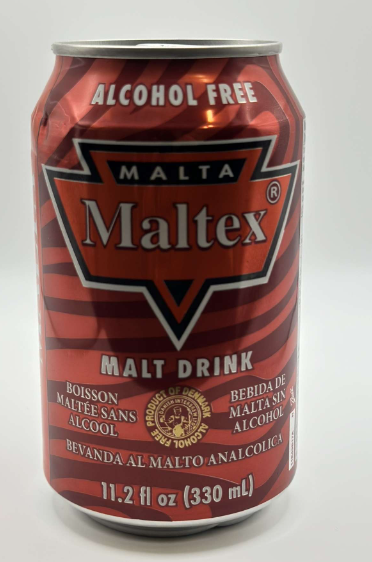 ALCOHOL FREE
MALTA
Maltex®
MALT DRINK
BOISSON
MALTÉE SANS
ALCOOL
PRODUCT OF DENMARK
ALCOHOL FREE
BEBIDA DE
MALTA SIN
ALCOHOL
BEVANDA AL MALTO ANALCOLICA
11.2 fl oz (330 mL)